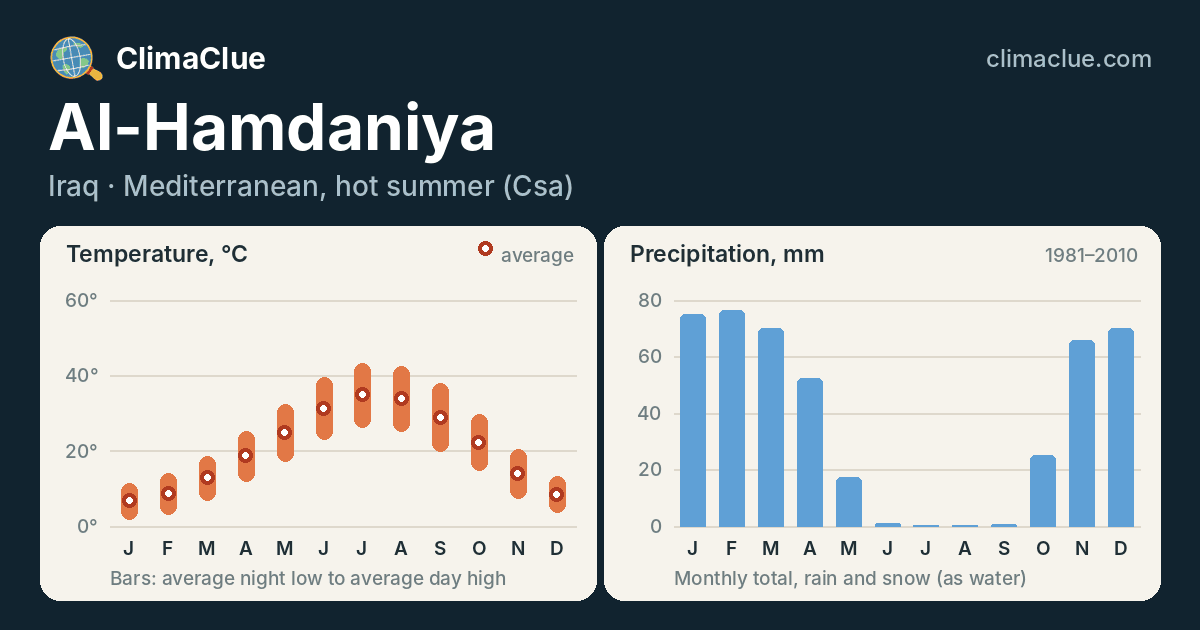 ClimaClue
climaclue.com
Al-Hamdaniya
Iraq · Mediterranean, hot summer (Csa)
Temperature, °C
average
60°
40°
20°
0°
J F M A M J J A S O N D
Bars: average night low to average day high
Precipitation, mm
1981–2010
80
60
40
20
0
J F M A M J J A S O N D
Monthly total, rain and snow (as water)